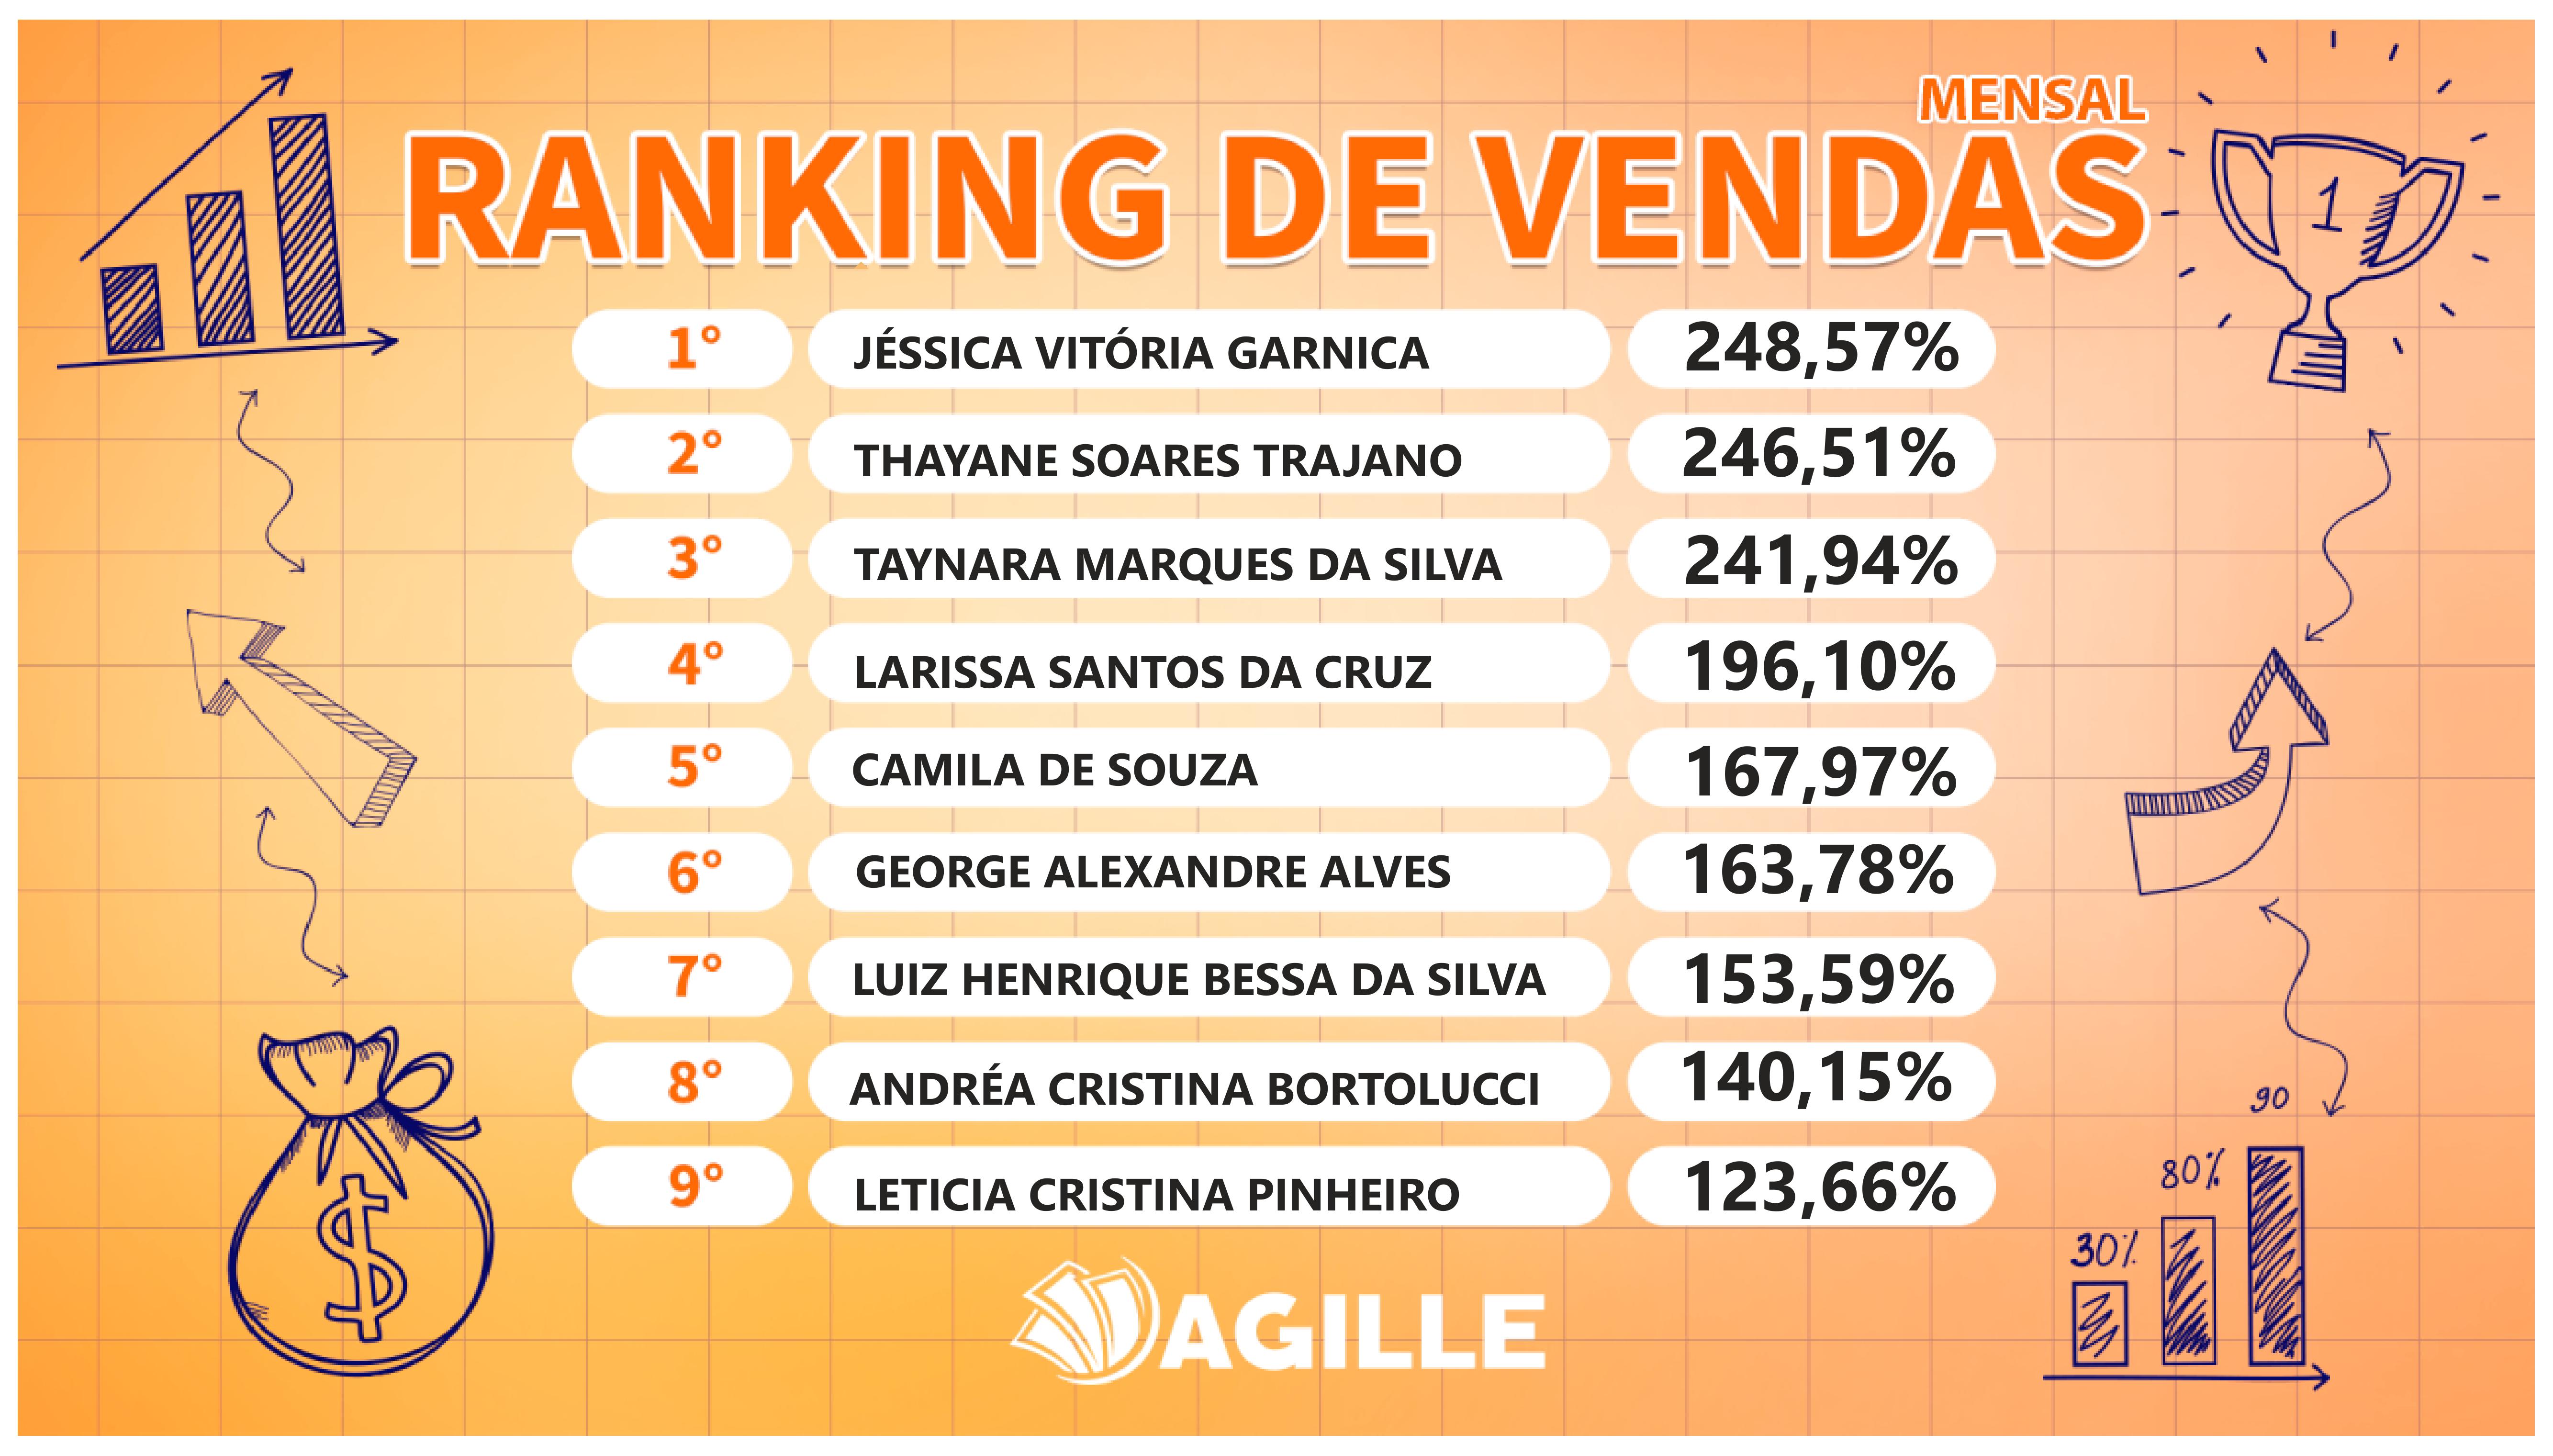 MENSAL
RANKING DE VENDAS
1
1° JÉSSICA VITÓRIA GARNICA 248,57%
2° THAYANE SOARES TRAJANO 246,51%
3° TAYNARA MARQUES DA SILVA 241,94%
4° LARISSA SANTOS DA CRUZ 196,10%
5° CAMILA DE SOUZA 167,97%
6° GEORGE ALEXANDRE ALVES 163,78%
7° LUIZ HENRIQUE BESSA DA SILVA 153,59%
8° ANDRÉA CRISTINA BORTOLUCCI 140,15%
9° LETICIA CRISTINA PINHEIRO 123,66%
$
90
80%
30%
AGILLE